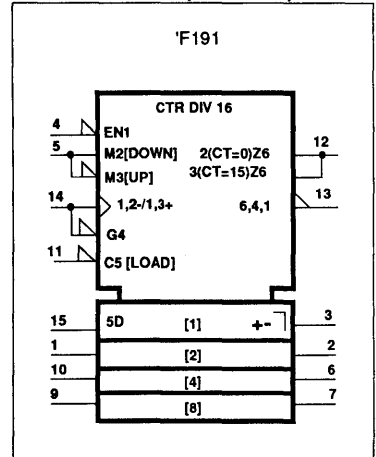 'F191
CTR DIV 16
4 EN1
5 M2[DOWN] 2(CT=0)Z6 12
M3[UP] 3(CT=15)Z6
14 1,2-/1,3+ 6,4,1 13
G4
11 C5 [LOAD]
15 5D [1] +- 3
1 [2] 2
10 [4] 6
9 [8] 7